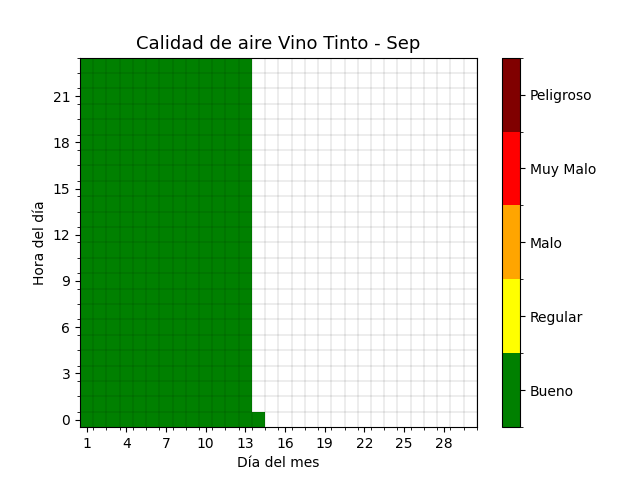 Calidad de aire Vino Tinto - Sep
Hora del día
21
18
15
12
9
6
3
0
1 4 7 10 13 16 19 22 25 28
Día del mes
Peligroso
Muy Malo
Malo
Regular
Bueno